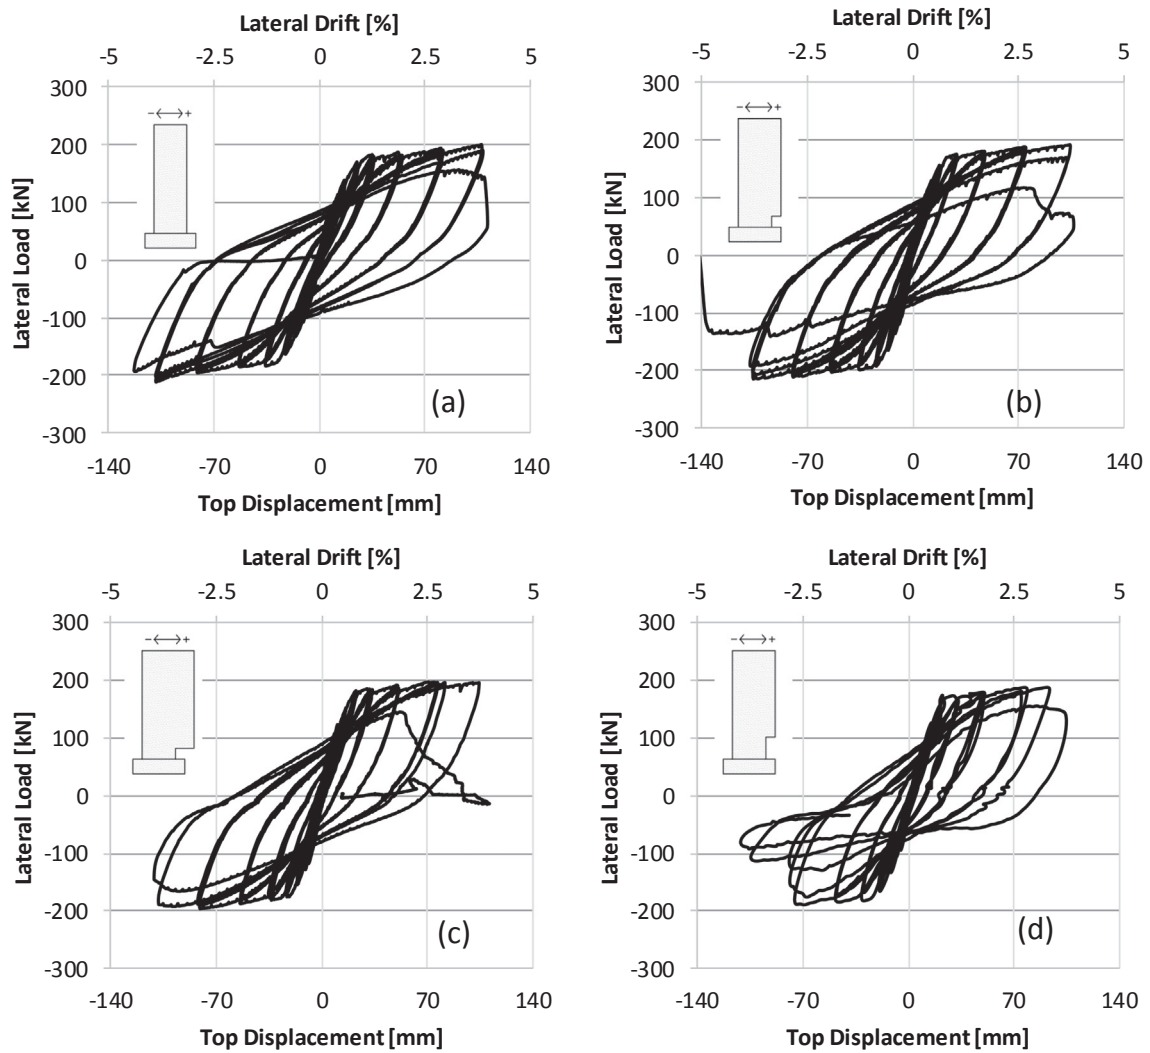 Lateral Drift [%]
-5 -2.5 0 2.5 5
300
200
100
0
-100
-200
-300
Lateral Load [kN]
- +
(a)
-140 -70 0 70 140
Top Displacement [mm]
Lateral Drift [%]
-5 -2.5 0 2.5 5
300
200
100
0
-100
-200
-300
Lateral Load [kN]
- +
(b)
-140 -70 0 70 140
Top Displacement [mm]
Lateral Drift [%]
-5 -2.5 0 2.5 5
300
200
100
0
-100
-200
-300
Lateral Load [kN]
- +
(c)
-140 -70 0 70 140
Top Displacement [mm]
Lateral Drift [%]
-5 -2.5 0 2.5 5
300
200
100
0
-100
-200
-300
Lateral Load [kN]
- +
(d)
-140 -70 0 70 140
Top Displacement [mm]